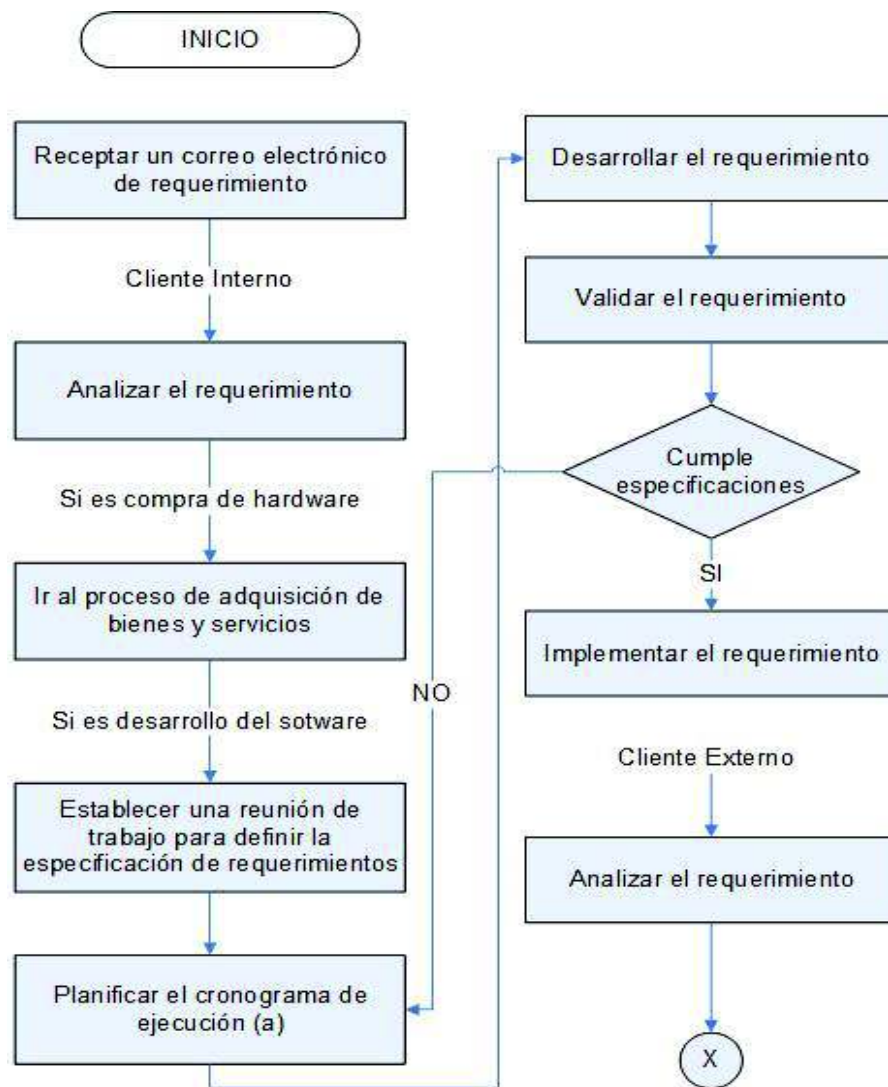 INICIO
Receptar un correo electrónico
de requerimiento
Cliente Interno
Analizar el requerimiento
Si es compra de hardware
Ir al proceso de adquisición de
bienes y servicios
Si es desarrollo del sotware
Establecer una reunión de
trabajo para definir la
especificación de requerimientos
Planificar el cronograma de
ejecución (a)
Desarrollar el requerimiento
Validar el requerimiento
Cumple
especificaciones
SI
NO
Implementar el requerimiento
Cliente Externo
Analizar el requerimiento
X